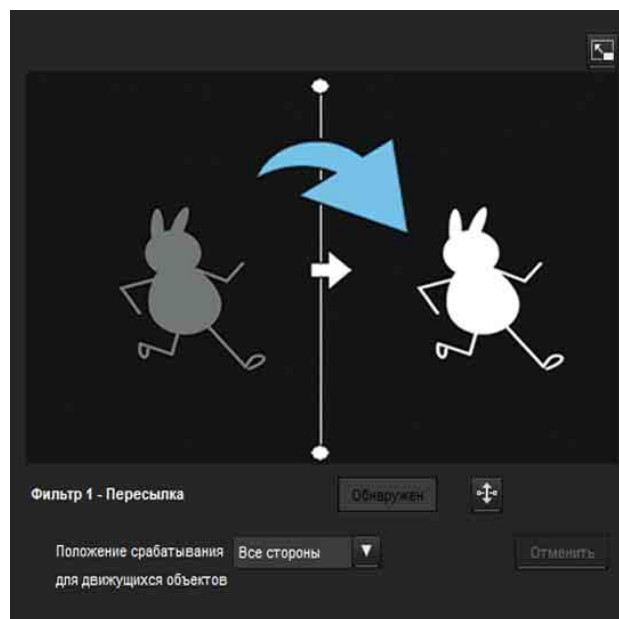 Фильтр 1 - Пересылка
Обнаружен
Положение срабатывания
для движущихся объектов
Все стороны
Отменить